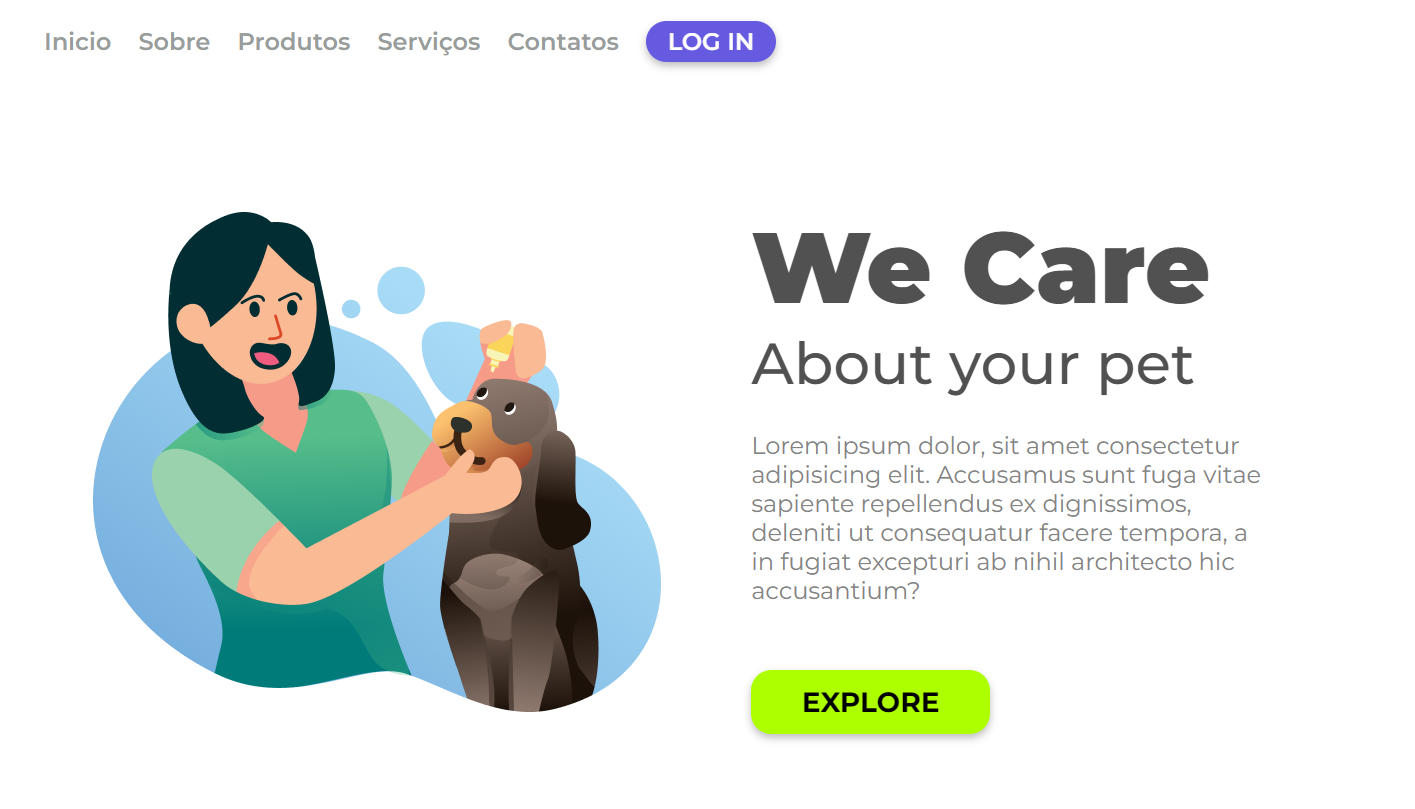 Inicio Sobre Produtos Serviços Contatos LOG IN
We Care
About your pet
Lorem ipsum dolor, sit amet consectetur
adipisicing elit. Accusamus sunt fuga vitae
sapiente repellendus ex dignissimos,
deleniti ut consequatur facere tempora, a
in fugiat excepturi ab nihil architecto hic
accusantium?
EXPLORE